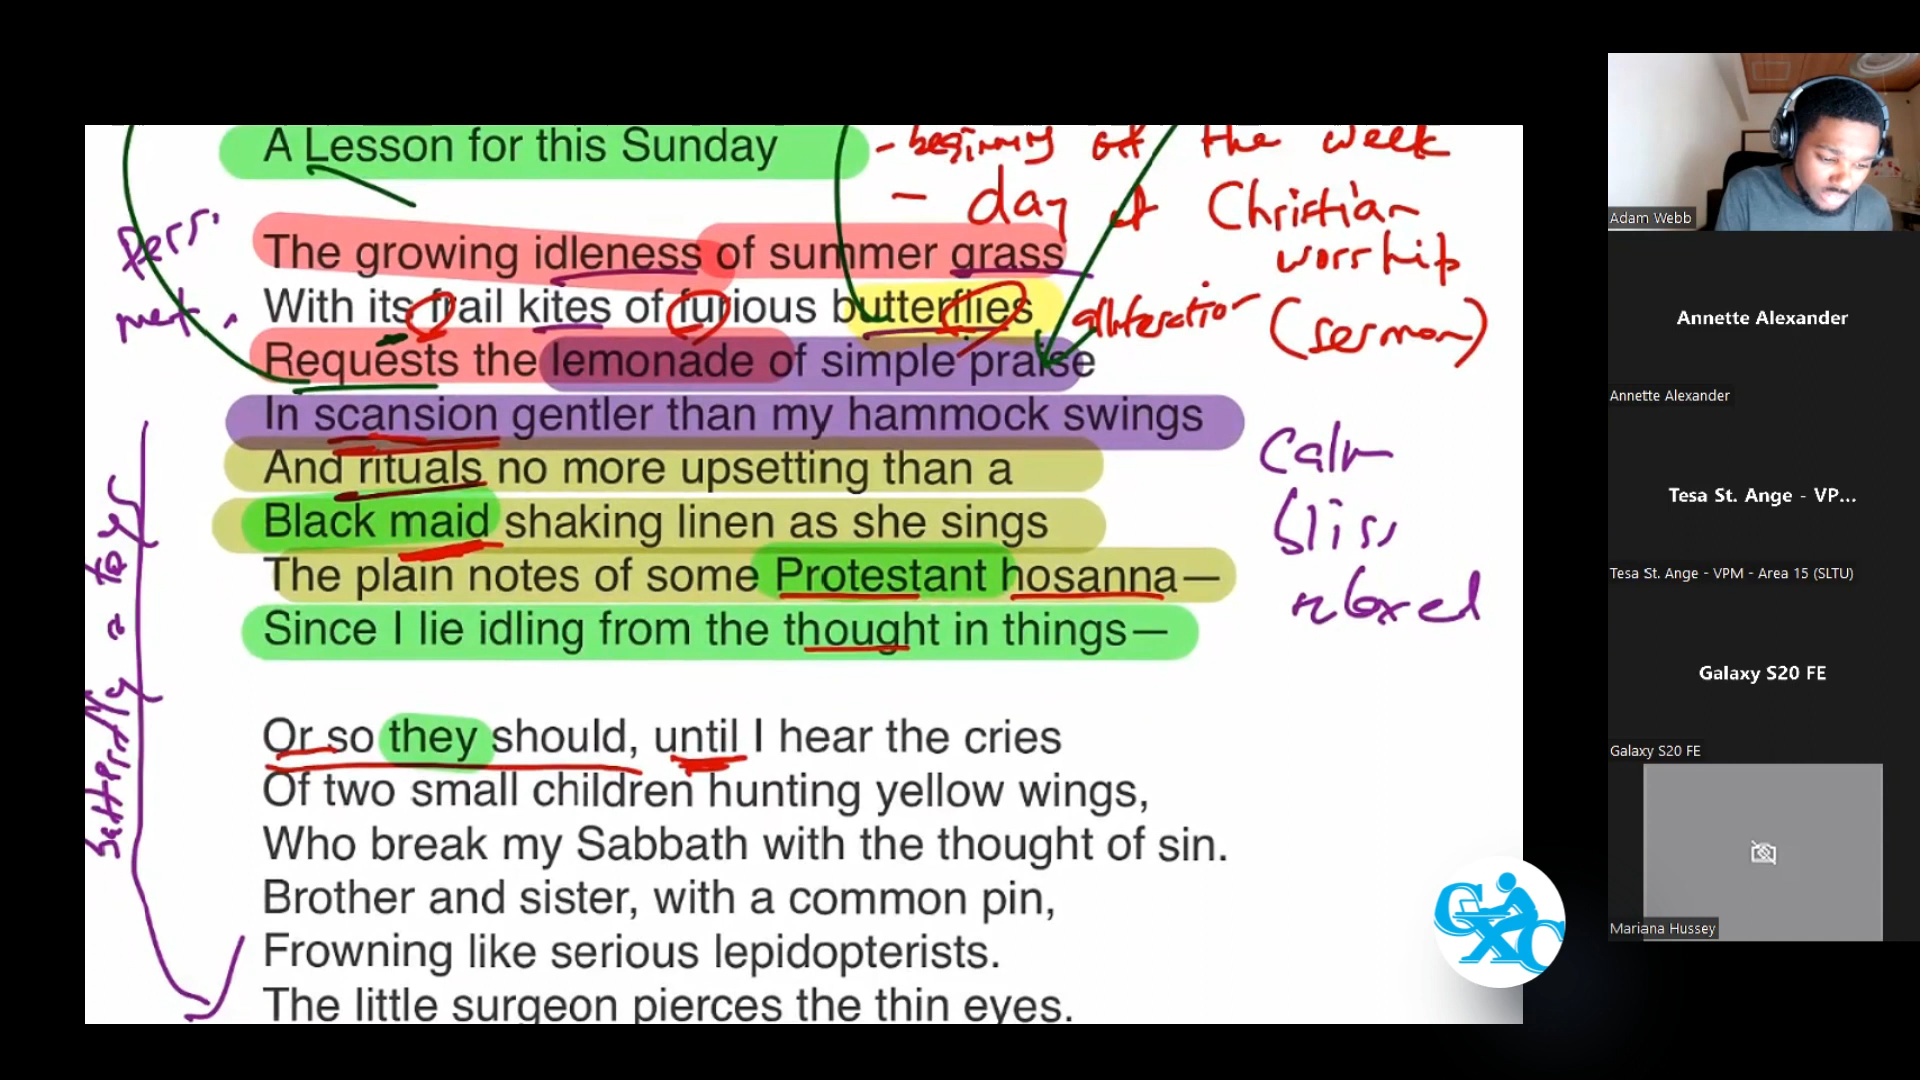 A Lesson for this Sunday
- beginning of the week
- day of Christian
worship
(sermon)
pers.
met.
The growing idleness of summer grass
With its frail kites of furious butterflies
alliteration
Requests the lemonade of simple praise
In scansion gentler than my hammock swings
And rituals no more upsetting than a
Black maid shaking linen as she sings
The plain notes of some Protestant hosanna—
Since I lie idling from the thought in things—
calm
bliss
relaxed
butterfly a toy
Or so they should, until I hear the cries
Of two small children hunting yellow wings,
Who break my Sabbath with the thought of sin.
Brother and sister, with a common pin,
Frowning like serious lepidopterists.
The little surgeon pierces the thin eyes.
CXC
Adam Webb
Annette Alexander
Annette Alexander
Tesa St. Ange - VP...
Tesa St. Ange - VPM - Area 15 (SLTU)
Galaxy S20 FE
Galaxy S20 FE
Mariana Hussey